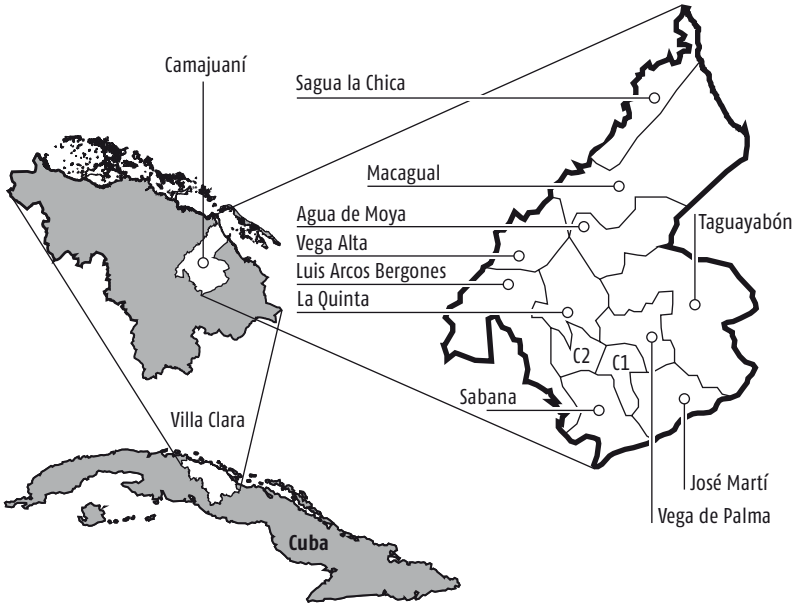 Camajuaní
Sagua la Chica
Macagual
Agua de Moya
Taguayabón
Vega Alta
Luis Arcos Bergones
La Quinta
C2
C1
Sabana
Villa Clara
José Martí
Vega de Palma
Cuba